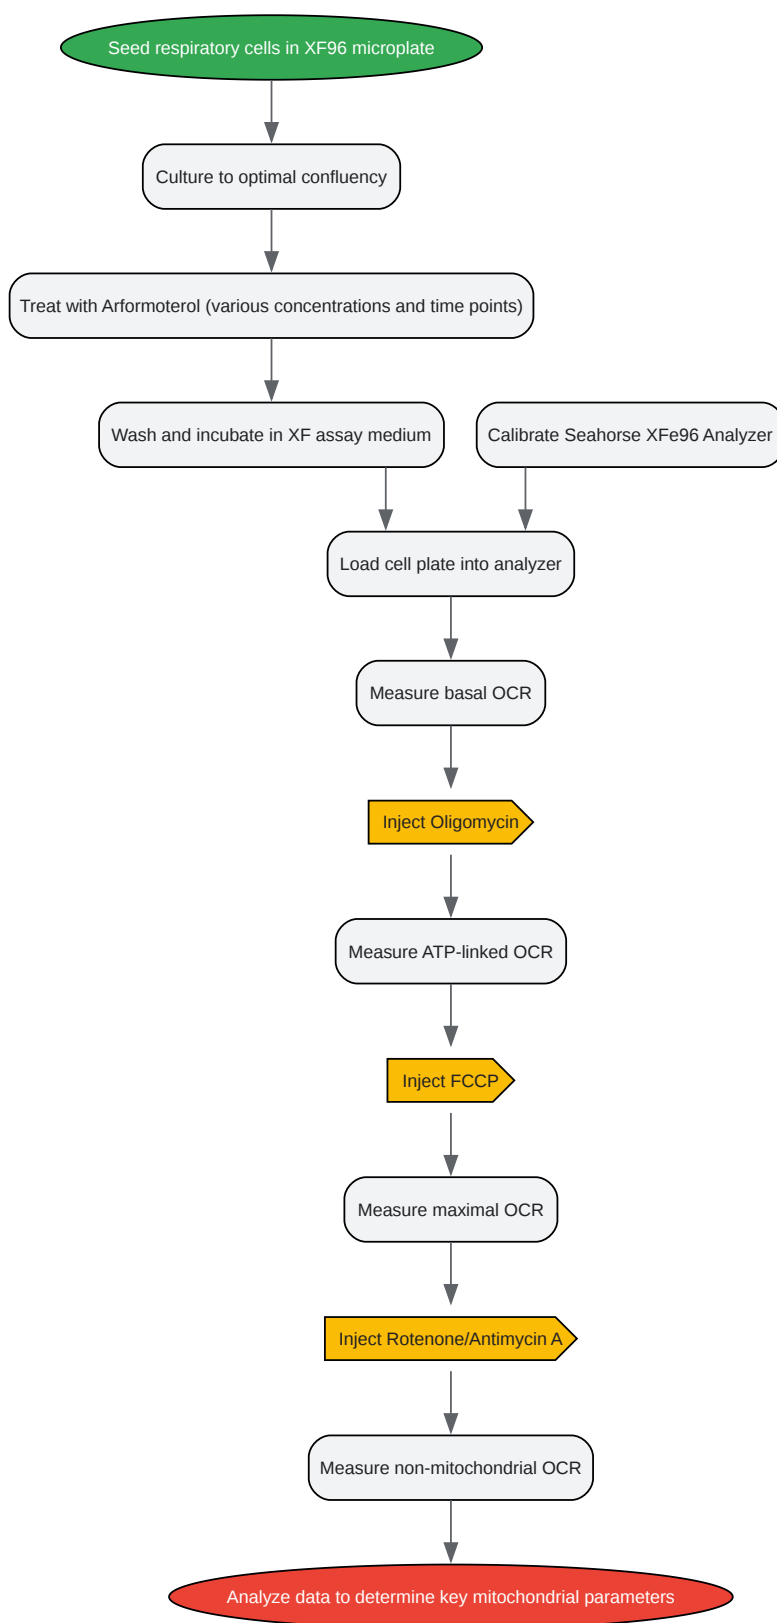 Seed respiratory cells in XF96 microplate
Culture to optimal confluency
Treat with Arformoterol (various concentrations and time points)
Wash and incubate in XF assay medium
Calibrate Seahorse XFe96 Analyzer
Load cell plate into analyzer
Measure basal OCR
Inject Oligomycin
Measure ATP-linked OCR
Inject FCCP
Measure maximal OCR
Inject Rotenone/Antimycin A
Measure non-mitochondrial OCR
Analyze data to determine key mitochondrial parameters